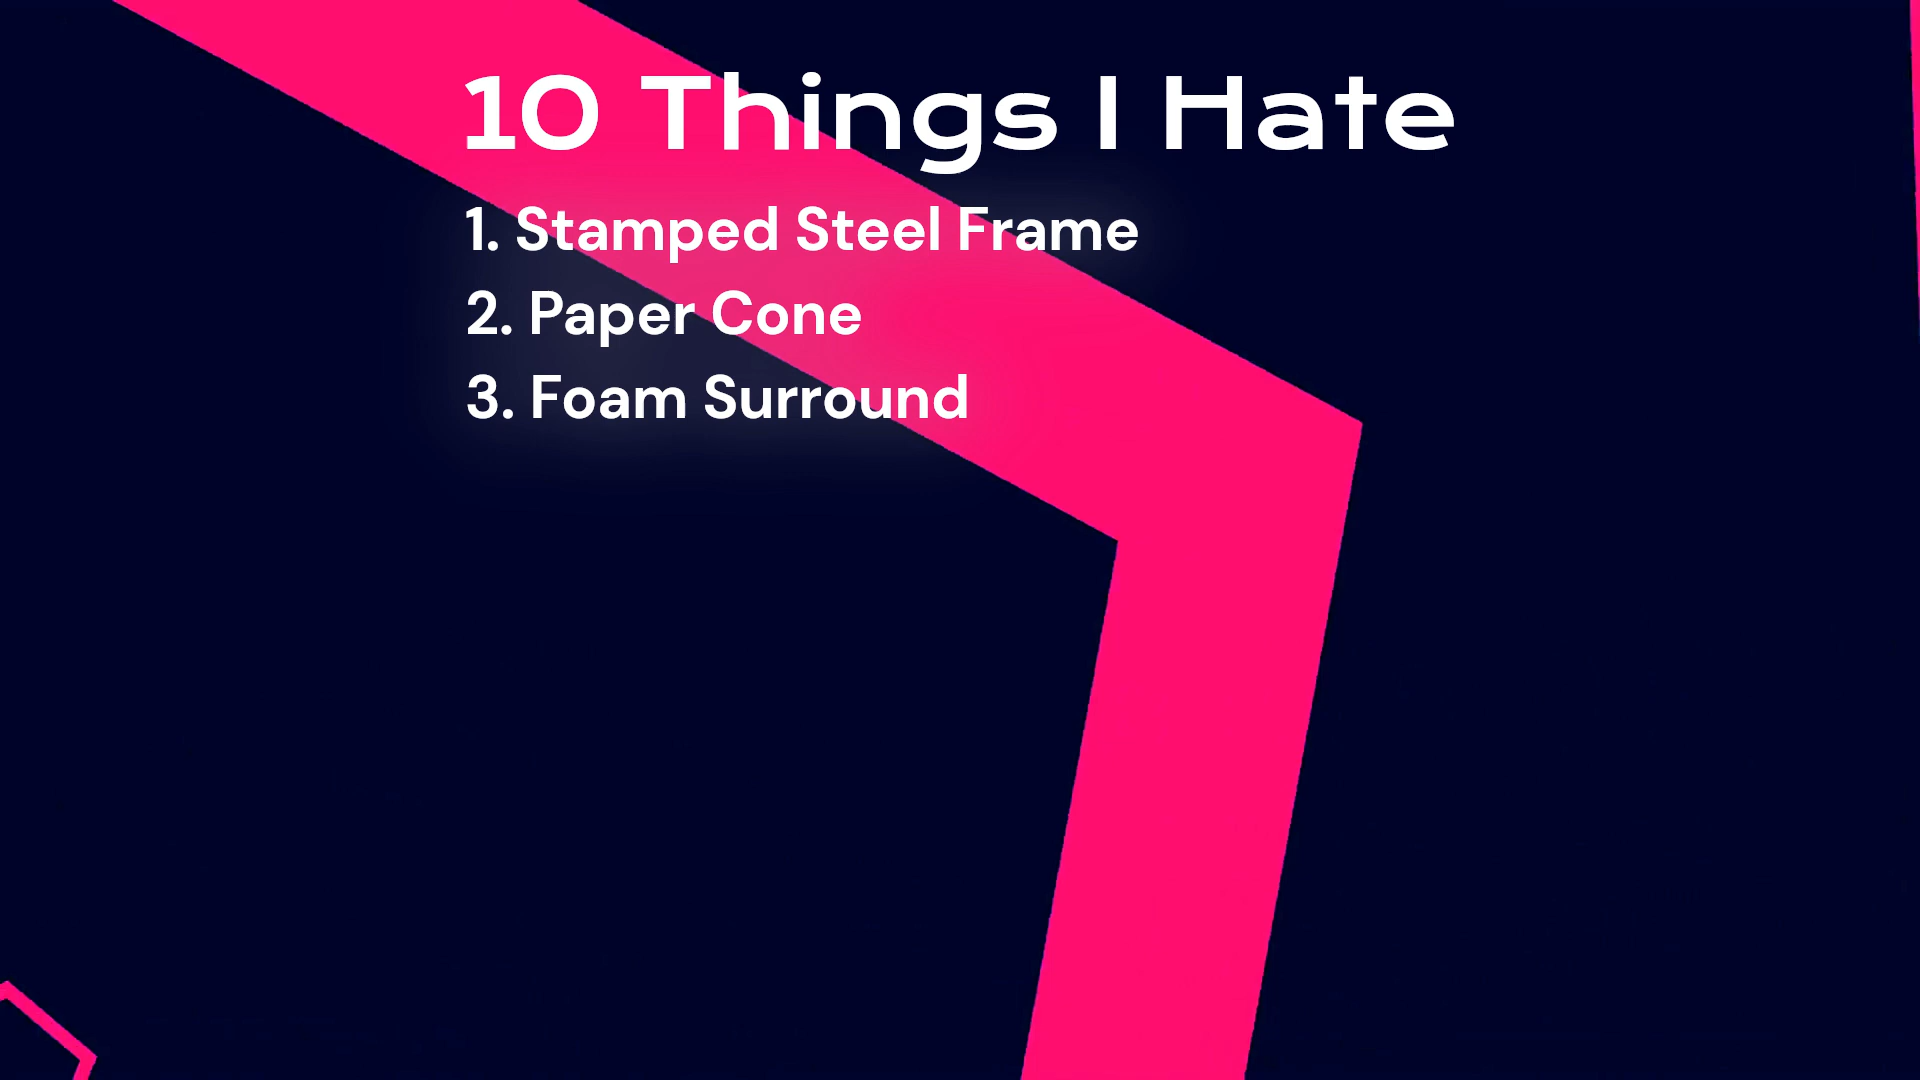 10 Things I Hate
1. Stamped Steel Frame
2. Paper Cone
3. Foam Surround